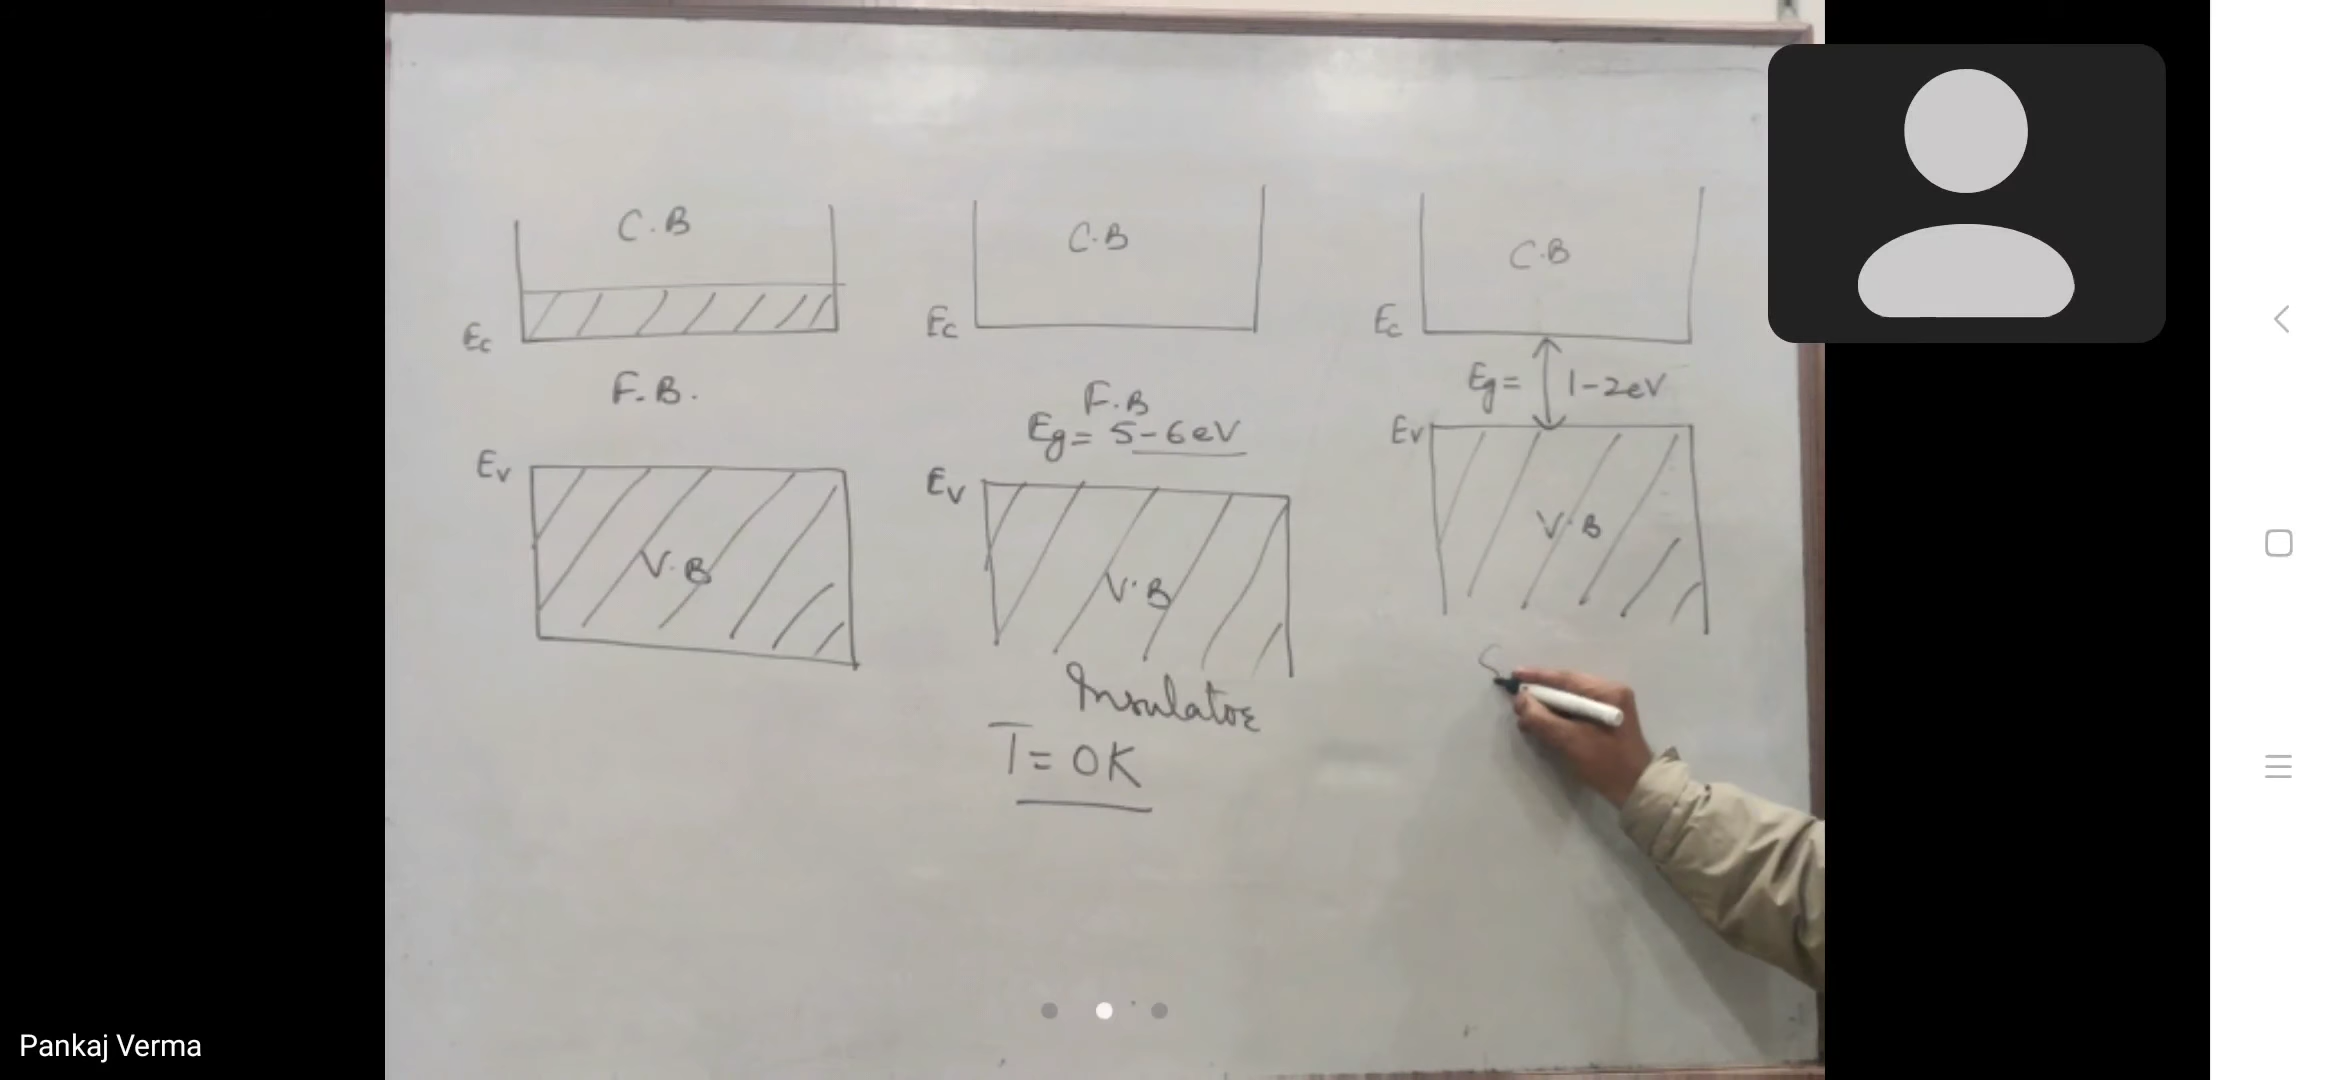 C.B
Ec
F.B.
Ev
V.B
C.B
Ec
F.B
Eg = 5-6eV
Ev
V.B
Insulator
T = 0K
C.B
Ec
Eg = 1-2eV
Ev
V.B
S
Pankaj Verma